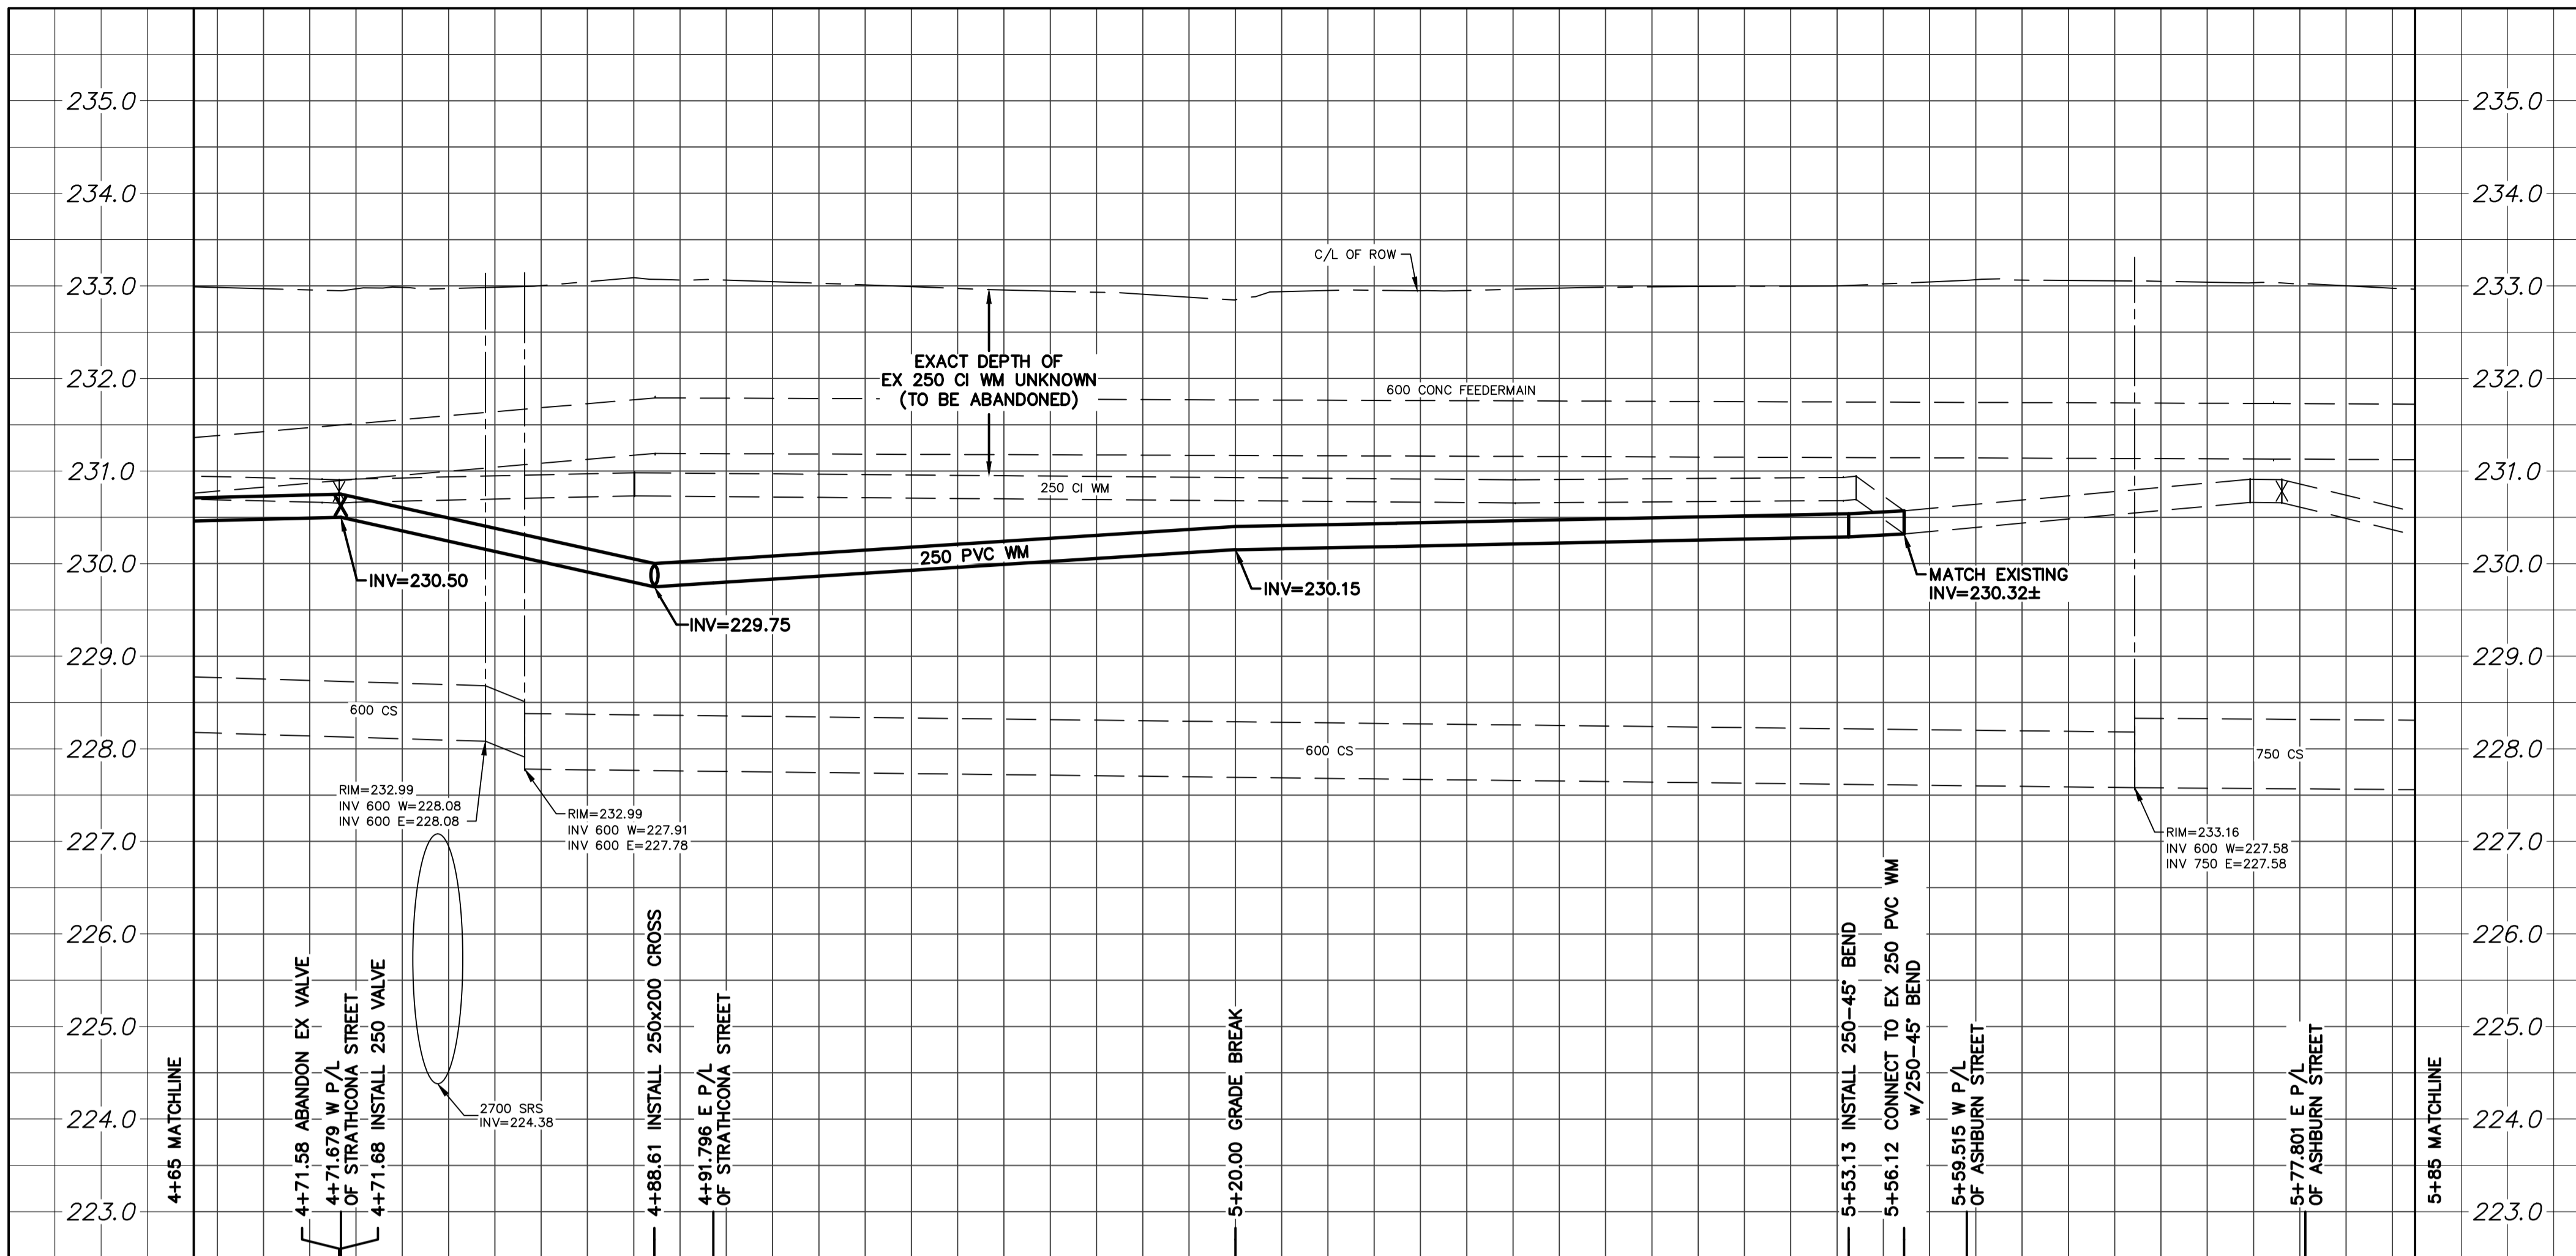 235.0
235.0
234.0
234.0
C/L OF ROW
233.0
233.0
EXACT DEPTH OF
EX 250 CI WM UNKNOWN
(TO BE ABANDONED)
232.0
232.0
600 CONC FEEDERMAIN
231.0
231.0
250 CI WM
250 PVC WM
230.0
230.0
INV=230.50
INV=229.75
INV=230.15
MATCH EXISTING
INV=230.32±
229.0
229.0
600 CS
600 CS
750 CS
228.0
228.0
RIM=232.99
INV 600 W=228.08
INV 600 E=228.08
RIM=232.99
INV 600 W=227.91
INV 600 E=227.78
RIM=233.16
INV 600 W=227.58
INV 750 E=227.58
227.0
227.0
226.0
226.0
225.0
225.0
2700 SRS
INV=224.38
224.0
224.0
223.0
223.0
4+65 MATCHLINE
4+71.58 ABANDON EX VALVE
4+71.679 W P/L
OF STRATHCONA STREET
4+71.68 INSTALL 250 VALVE
4+88.61 INSTALL 250x200 CROSS
4+91.796 E P/L
OF STRATHCONA STREET
5+20.00 GRADE BREAK
5+53.13 INSTALL 250-45° BEND
5+56.12 CONNECT TO EX 250 PVC WM
w/250-45° BEND
5+59.515 W P/L
OF ASHBURN STREET
5+77.801 E P/L
OF ASHBURN STREET
5+85 MATCHLINE